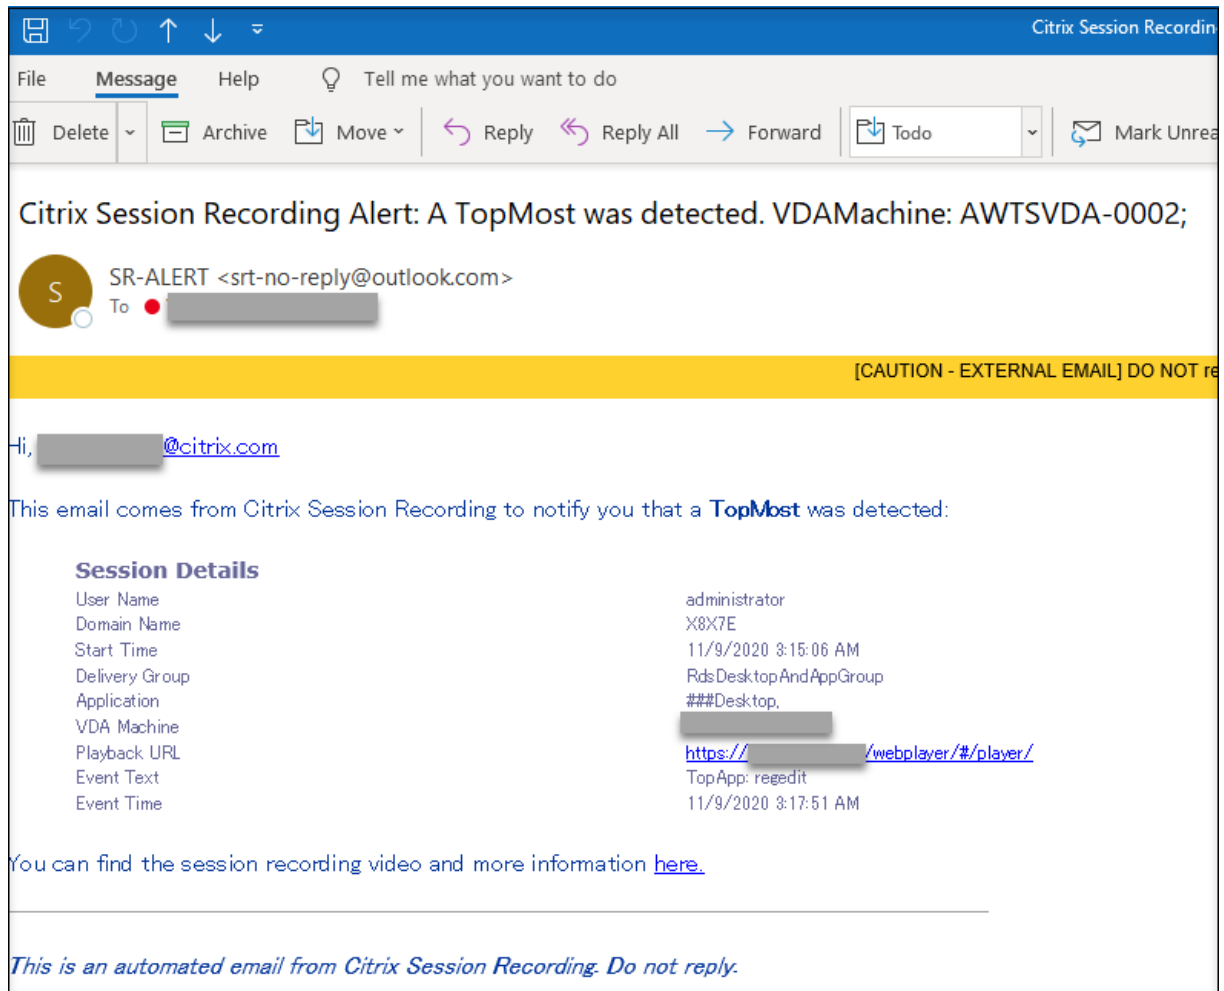 Citrix Session Recordin
File Message Help Tell me what you want to do
Delete Archive Move Reply Reply All Forward Todo Mark Unrea
Citrix Session Recording Alert: A TopMost was detected. VDAMachine: AWTSVDA-0002;
S
SR-ALERT <srt-no-reply@outlook.com>
To
[CAUTION - EXTERNAL EMAIL] DO NOT re
Hi, @citrix.com
This email comes from Citrix Session Recording to notify you that a TopMost was detected:
Session Details
User Name administrator
Domain Name X8X7E
Start Time 11/9/2020 3:15:06 AM
Delivery Group RdsDesktopAndAppGroup
Application ###Desktop,
VDA Machine
Playback URL https:// /webplayer/#/player/
Event Text TopApp: regedit
Event Time 11/9/2020 3:17:51 AM
You can find the session recording video and more information here.
This is an automated email from Citrix Session Recording. Do not reply.